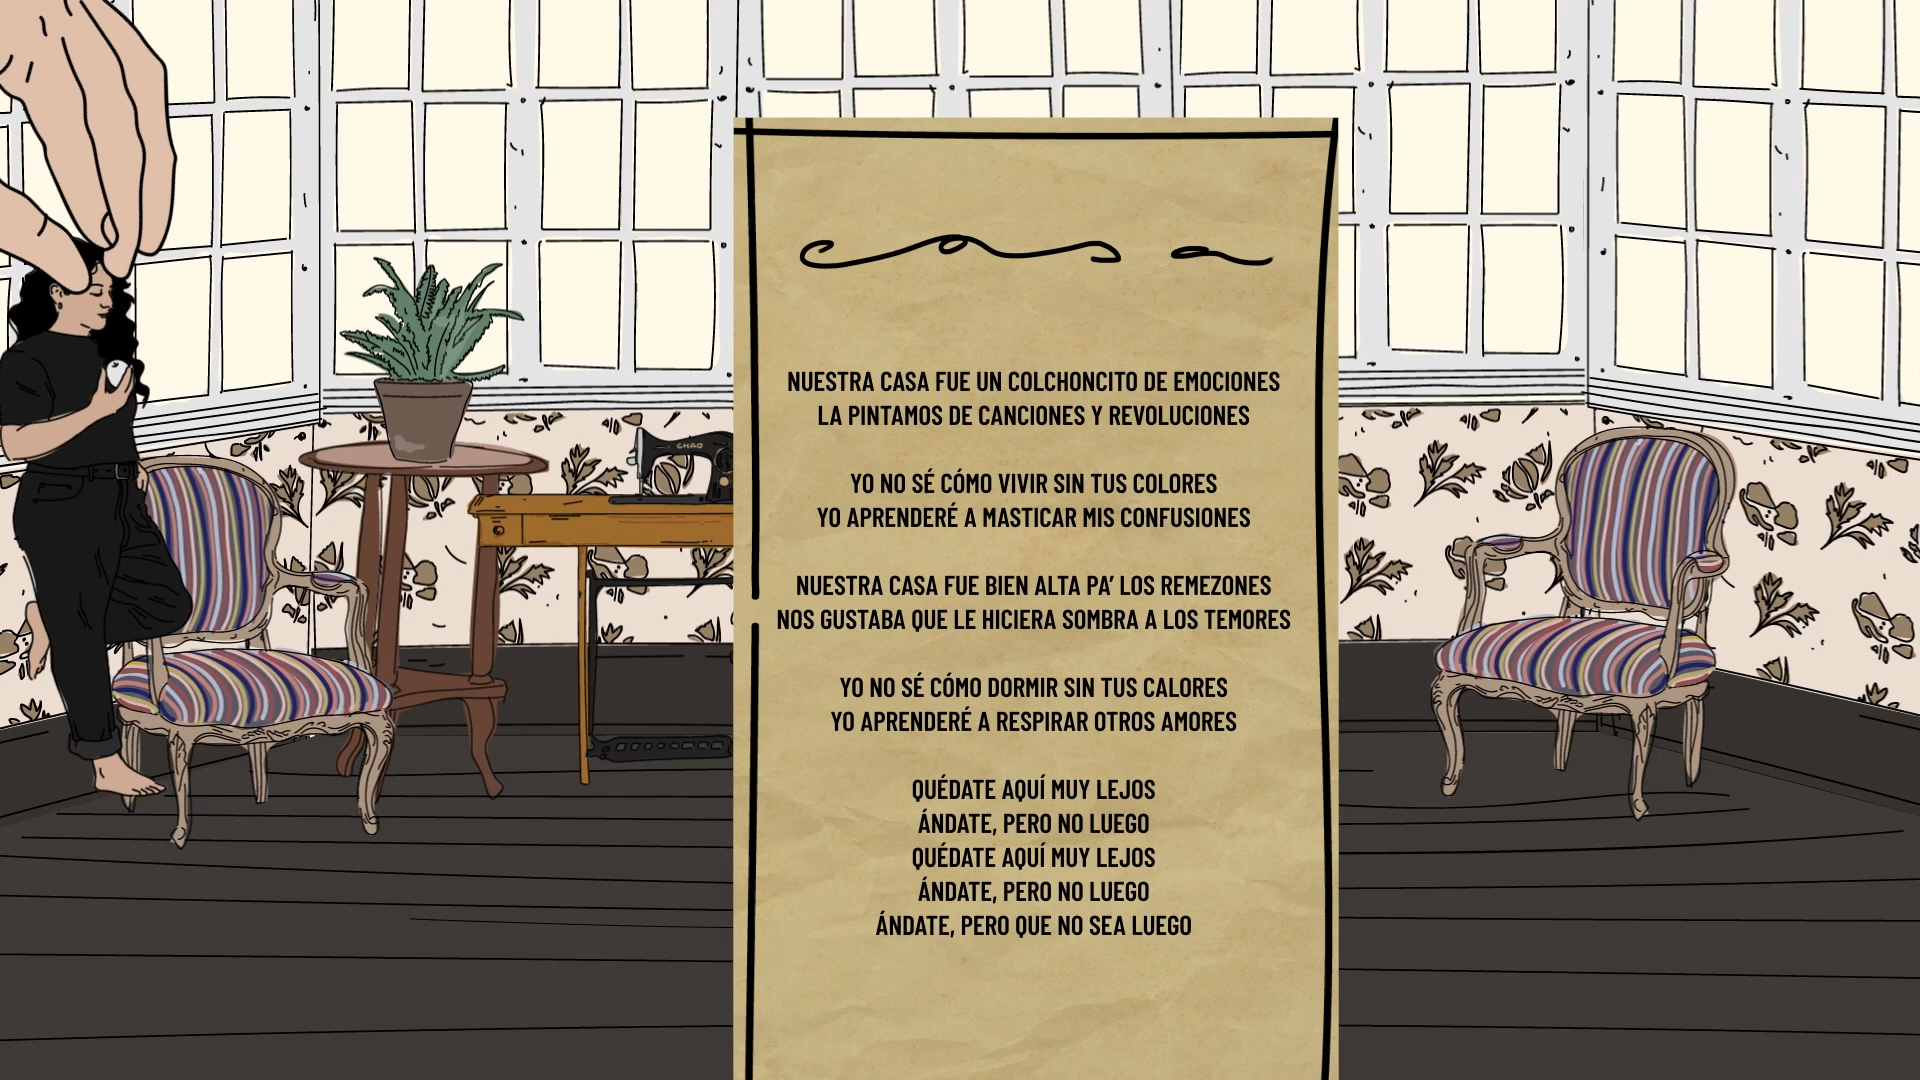 casa
NUESTRA CASA FUE UN COLCHONCITO DE EMOCIONES
LA PINTAMOS DE CANCIONES Y REVOLUCIONES
YO NO SÉ CÓMO VIVIR SIN TUS COLORES
YO APRENDERÉ A MASTICAR MIS CONFUSIONES
NUESTRA CASA FUE BIEN ALTA PA’ LOS REMEZONES
NOS GUSTABA QUE LE HICIERA SOMBRA A LOS TEMORES
YO NO SÉ CÓMO DORMIR SIN TUS CALORES
YO APRENDERÉ A RESPIRAR OTROS AMORES
QUÉDATE AQUÍ MUY LEJOS
ÁNDATE, PERO NO LUEGO
QUÉDATE AQUÍ MUY LEJOS
ÁNDATE, PERO NO LUEGO
ÁNDATE, PERO QUE NO SEA LUEGO
CHAO